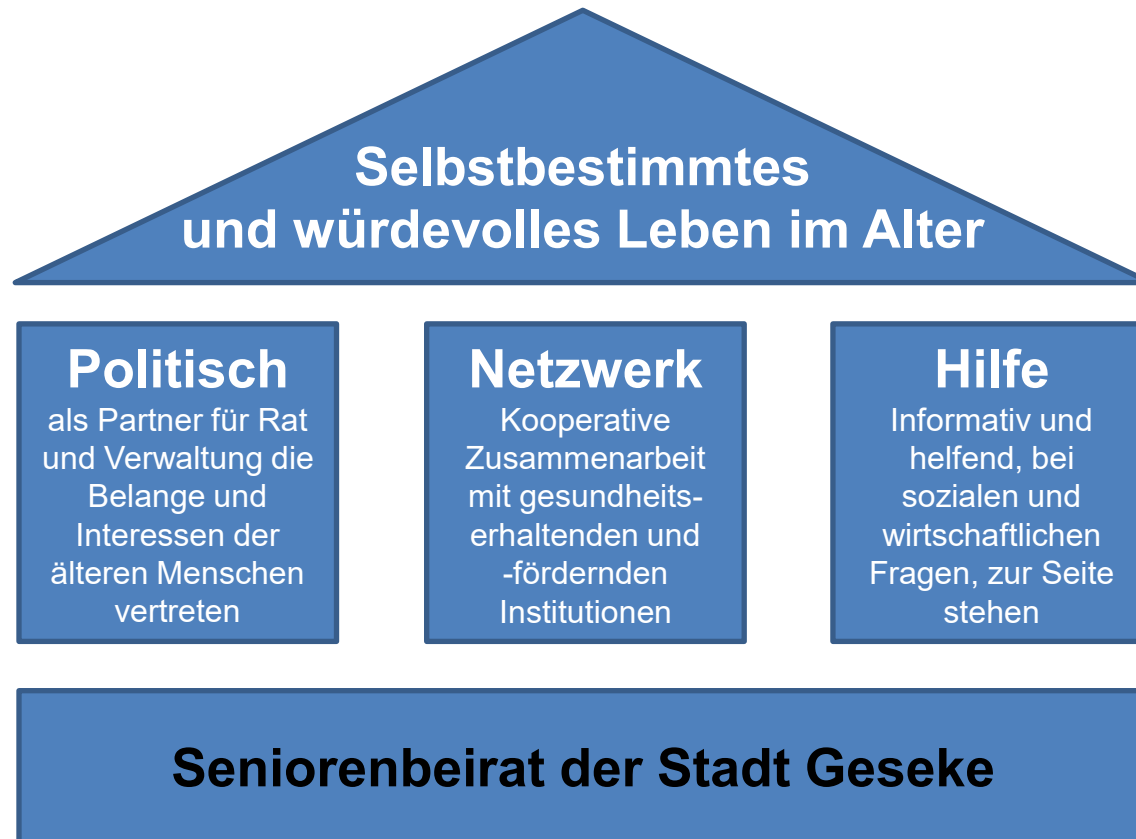 Selbstbestimmtes
und würdevolles Leben im Alter
Politisch
als Partner für Rat
und Verwaltung die
Belange und
Interessen der
älteren Menschen
vertreten
Netzwerk
Kooperative
Zusammenarbeit
mit gesundheits-
erhaltenden und
-fördernden
Institutionen
Hilfe
Informativ und
helfend, bei
sozialen und
wirtschaftlichen
Fragen, zur Seite
stehen
Seniorenbeirat der Stadt Geseke